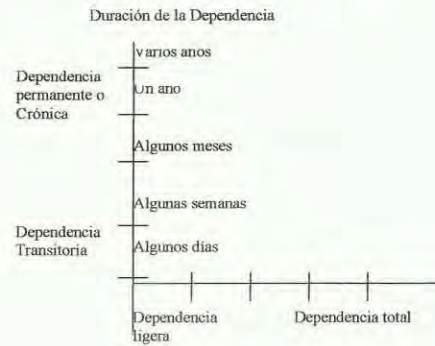 Duración de la Dependencia
Varios anos
Dependencia
permanente o
Crónica
Un ano
Algunos meses
Algunas semanas
Dependencia
Transitoria
Algunos días
Dependencia
ligera
Dependencia total